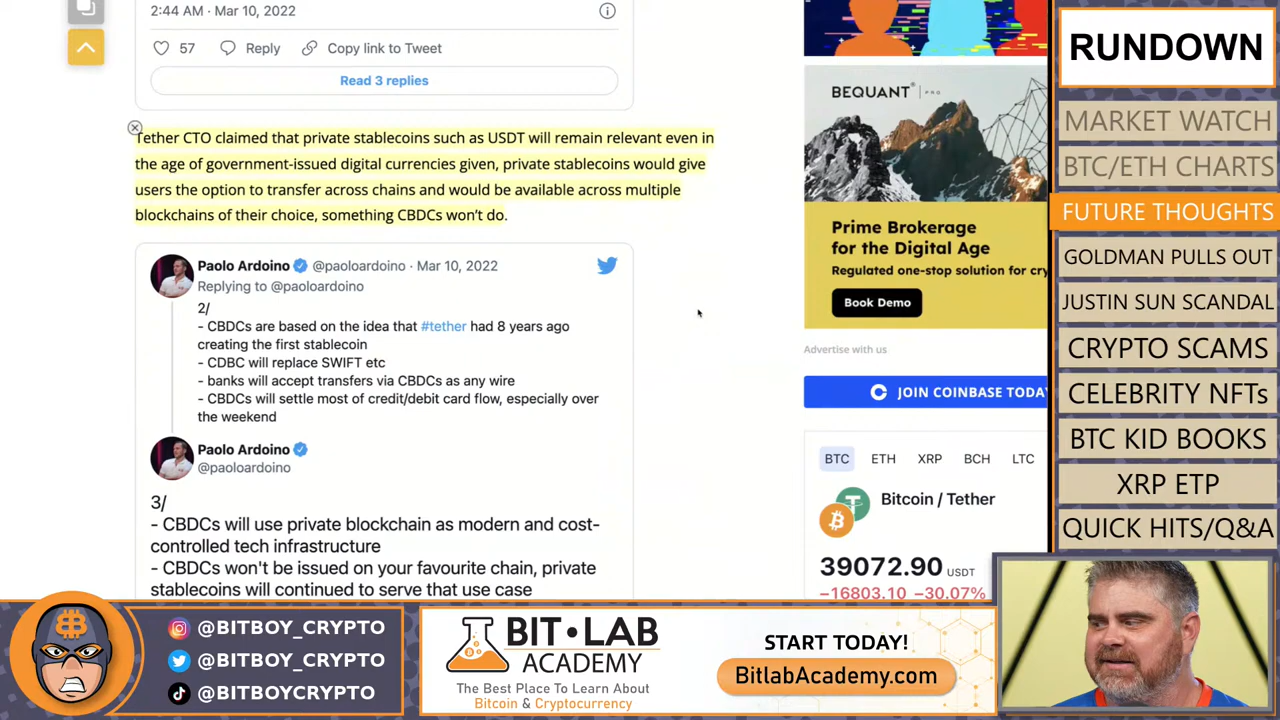 2:44 AM · Mar 10, 2022
57 Reply Copy link to Tweet
Read 3 replies
Tether CTO claimed that private stablecoins such as USDT will remain relevant even in
the age of government-issued digital currencies given, private stablecoins would give
users the option to transfer across chains and would be available across multiple
blockchains of their choice, something CBDCs won't do.
Paolo Ardoino @paoloardoino · Mar 10, 2022
Replying to @paoloardoino
2/
- CBDCs are based on the idea that #tether had 8 years ago
creating the first stablecoin
- CDBC will replace SWIFT etc
- banks will accept transfers via CBDCs as any wire
- CBDCs will settle most of credit/debit card flow, especially over
the weekend
Paolo Ardoino
@paoloardoino
3/
- CBDCs will use private blockchain as modern and cost-
controlled tech infrastructure
- CBDCs won't be issued on your favourite chain, private
stablecoins will continued to serve that use case
BEQUANT PRO
Prime Brokerage
for the Digital Age
Regulated one-stop solution for cry
Book Demo
Advertise with us
JOIN COINBASE TODA
BTC ETH XRP BCH LTC
Bitcoin / Tether
39072.90 USDT
-16803.10 -30.07%
RUNDOWN
MARKET WATCH
BTC/ETH CHARTS
FUTURE THOUGHTS
GOLDMAN PULLS OUT
JUSTIN SUN SCANDAL
CRYPTO SCAMS
CELEBRITY NFTs
BTC KID BOOKS
XRP ETP
QUICK HITS/Q&A
@BITBOY_CRYPTO
@BITBOY_CRYPTO
@BITBOYCRYPTO
BIT•LAB
ACADEMY
The Best Place To Learn About
Bitcoin & Cryptocurrency
START TODAY!
BitlabAcademy.com